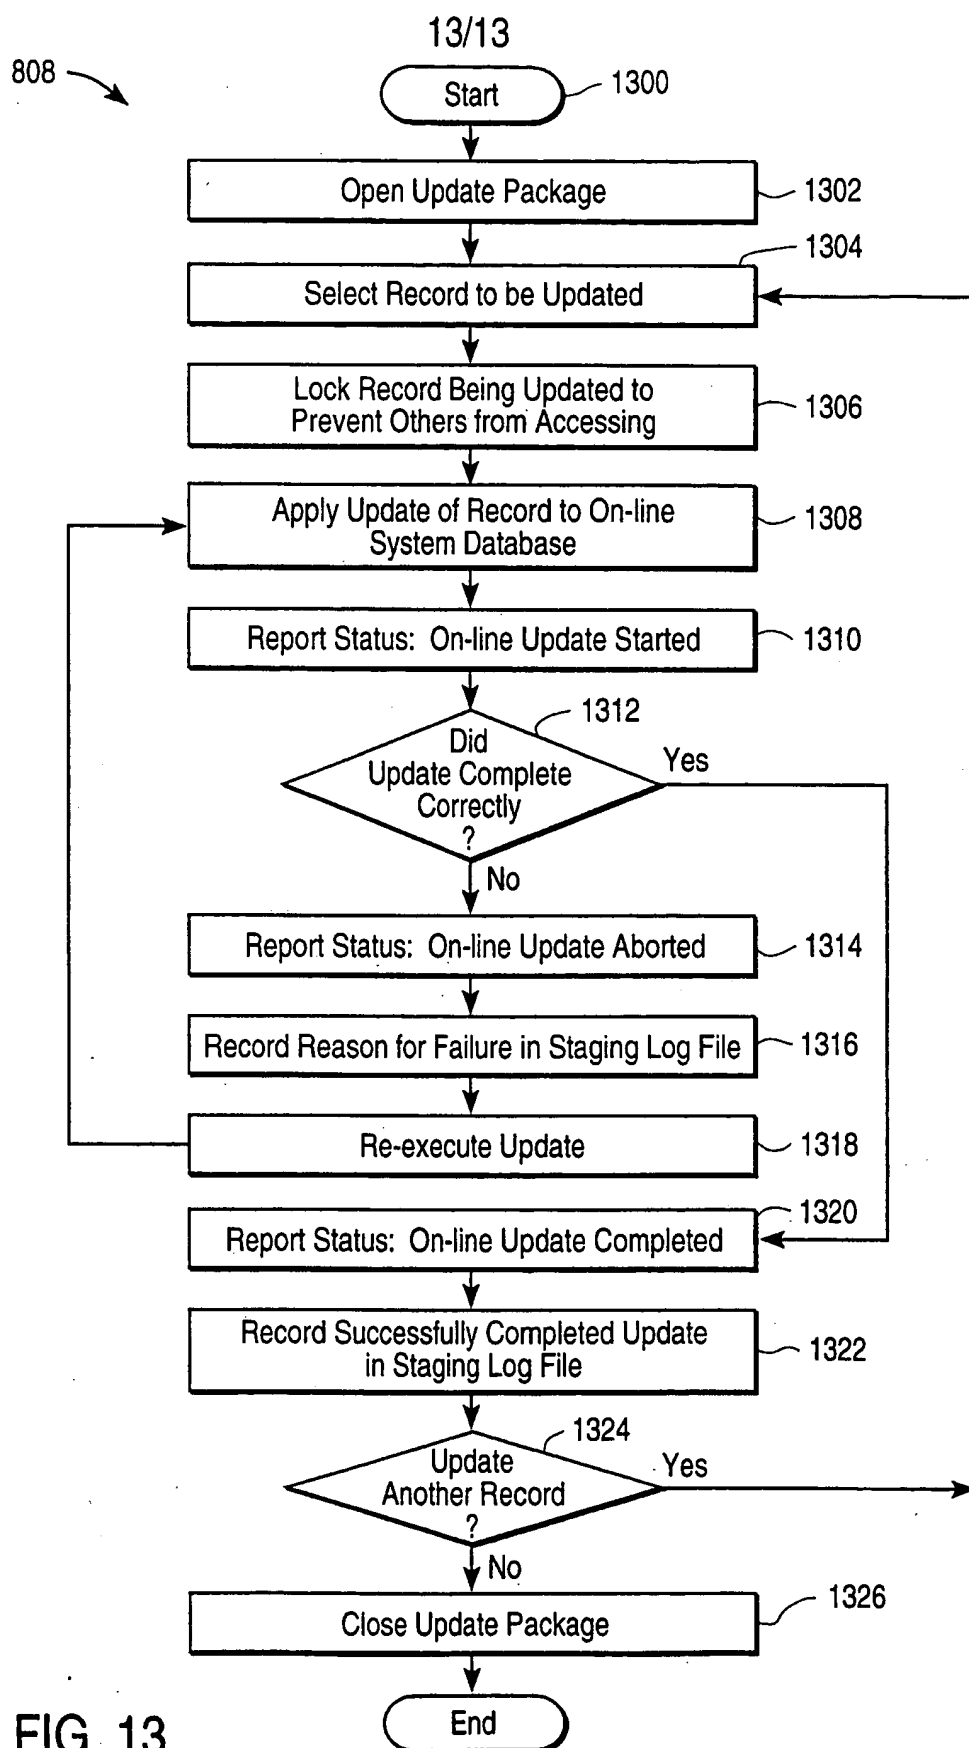 13/13
808
Start
1300
Open Update Package
1302
1304
Select Record to be Updated
Lock Record Being Updated to
Prevent Others from Accessing
1306
Apply Update of Record to On-line
System Database
1308
Report Status: On-line Update Started
1310
1312
Did
Update Complete
Correctly
?
Yes
No
Report Status: On-line Update Aborted
1314
Record Reason for Failure in Staging Log File
1316
Re-execute Update
1318
1320
Report Status: On-line Update Completed
Record Successfully Completed Update
in Staging Log File
1322
1324
Update
Another Record
?
Yes
No
1326
Close Update Package
End
FIG. 13